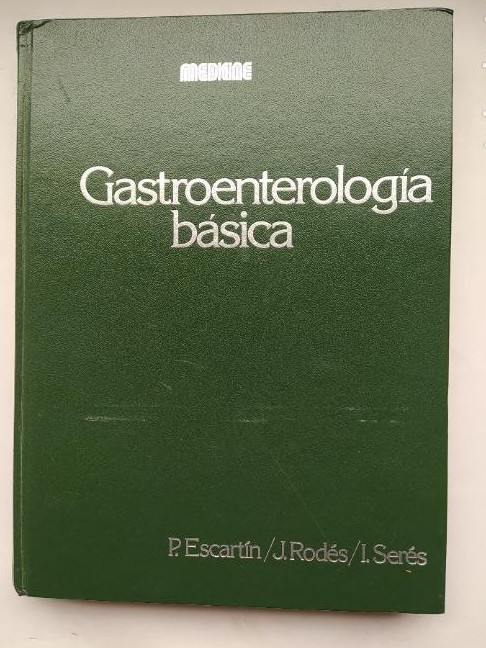 MEDICINE
Gastroenterología
básica
P. Escartín/J. Rodés/I. Serés